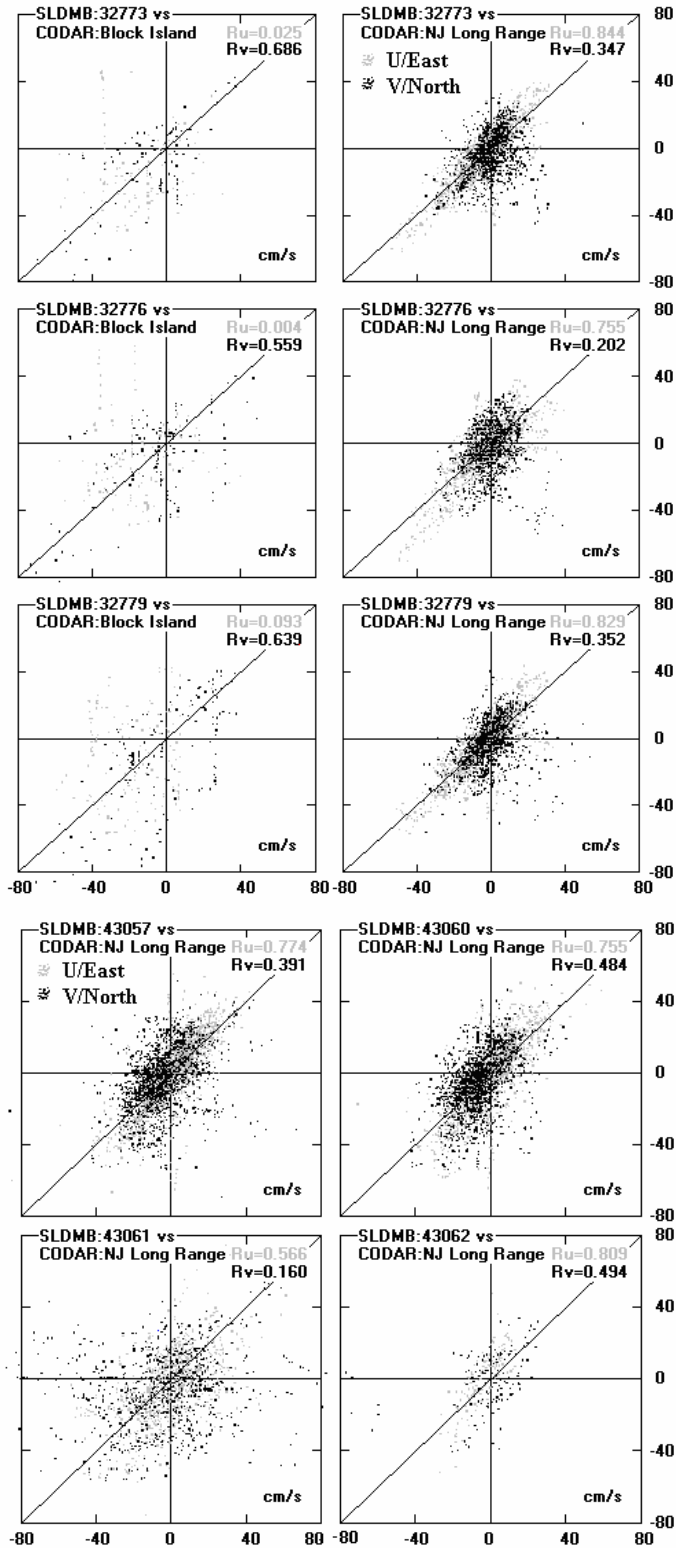 SLDMB:32773 vs
CODAR:Block Island Ru=0.025
Rv=0.686
cm/s
SLDMB:32773 vs
CODAR:NJ Long Range Ru=0.844
Rv=0.347
U/East
V/North
cm/s
80
40
0
-40
-80
SLDMB:32776 vs
CODAR:Block Island Ru=0.004
Rv=0.559
cm/s
SLDMB:32776 vs
CODAR:NJ Long Range Ru=0.755
Rv=0.202
cm/s
80
40
0
-40
-80
SLDMB:32779 vs
CODAR:Block Island Ru=0.093
Rv=0.639
cm/s
-80 -40 0 40 80
SLDMB:32779 vs
CODAR:NJ Long Range Ru=0.829
Rv=0.352
cm/s
80
40
0
-40
-80
-80 -40 0 40 80
SLDMB:43057 vs
CODAR:NJ Long Range Ru=0.774
Rv=0.391
U/East
V/North
cm/s
SLDMB:43060 vs
CODAR:NJ Long Range Ru=0.755
Rv=0.484
cm/s
80
40
0
-40
-80
SLDMB:43061 vs
CODAR:NJ Long Range Ru=0.566
Rv=0.160
cm/s
-80 -40 0 40 80
SLDMB:43062 vs
CODAR:NJ Long Range Ru=0.809
Rv=0.494
cm/s
80
40
0
-40
-80
-80 -40 0 40 80